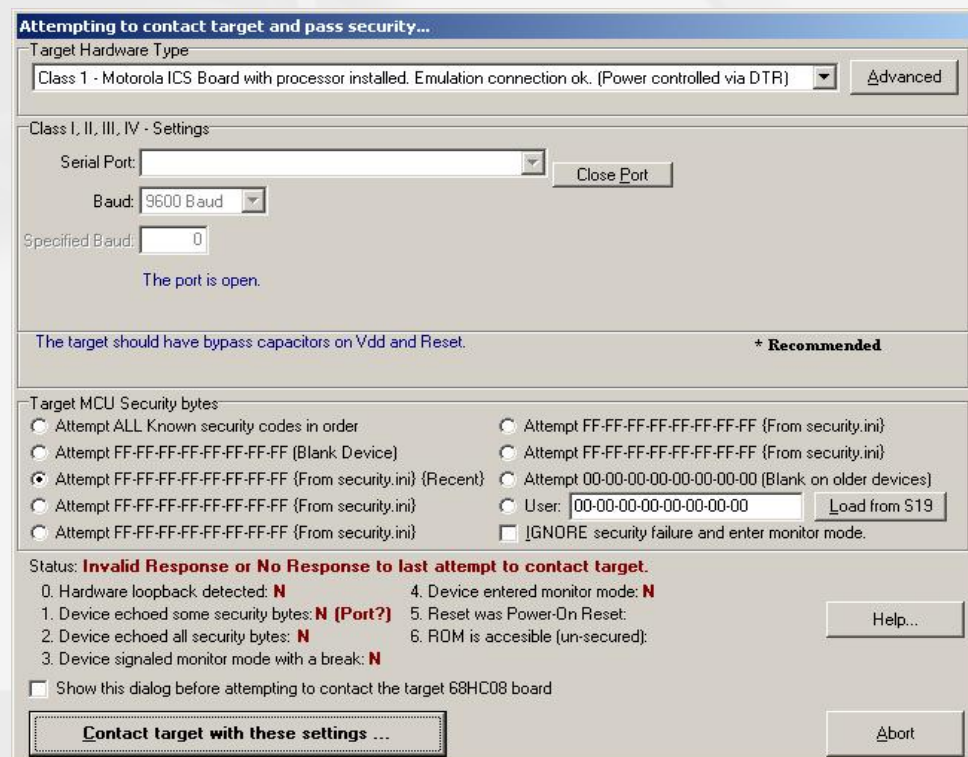 Attempting to contact target and pass security...
Target Hardware Type
Class 1 - Motorola ICS Board with processor installed. Emulation connection ok. (Power controlled via DTR)
Advanced
Class I, II, III, IV - Settings
Serial Port:
Close Port
Baud: 9600 Baud
Specified Baud: 0
The port is open.
The target should have bypass capacitors on Vdd and Reset.
* Recommended
Target MCU Security bytes
Attempt ALL Known security codes in order
Attempt FF-FF-FF-FF-FF-FF-FF-FF (Blank Device)
Attempt FF-FF-FF-FF-FF-FF-FF-FF {From security.ini} {Recent}
Attempt FF-FF-FF-FF-FF-FF-FF-FF {From security.ini}
Attempt FF-FF-FF-FF-FF-FF-FF-FF {From security.ini}
Attempt FF-FF-FF-FF-FF-FF-FF-FF {From security.ini}
Attempt FF-FF-FF-FF-FF-FF-FF-FF {From security.ini}
Attempt 00-00-00-00-00-00-00-00 (Blank on older devices)
User: 00-00-00-00-00-00-00-00
Load from S19
IGNORE security failure and enter monitor mode.
Status: Invalid Response or No Response to last attempt to contact target.
0. Hardware loopback detected: N
1. Device echoed some security bytes: N (Port?)
2. Device echoed all security bytes: N
3. Device signaled monitor mode with a break: N
4. Device entered monitor mode: N
5. Reset was Power-On Reset:
6. ROM is accesible (un-secured):
Help...
Show this dialog before attempting to contact the target 68HC08 board
Contact target with these settings ...
Abort